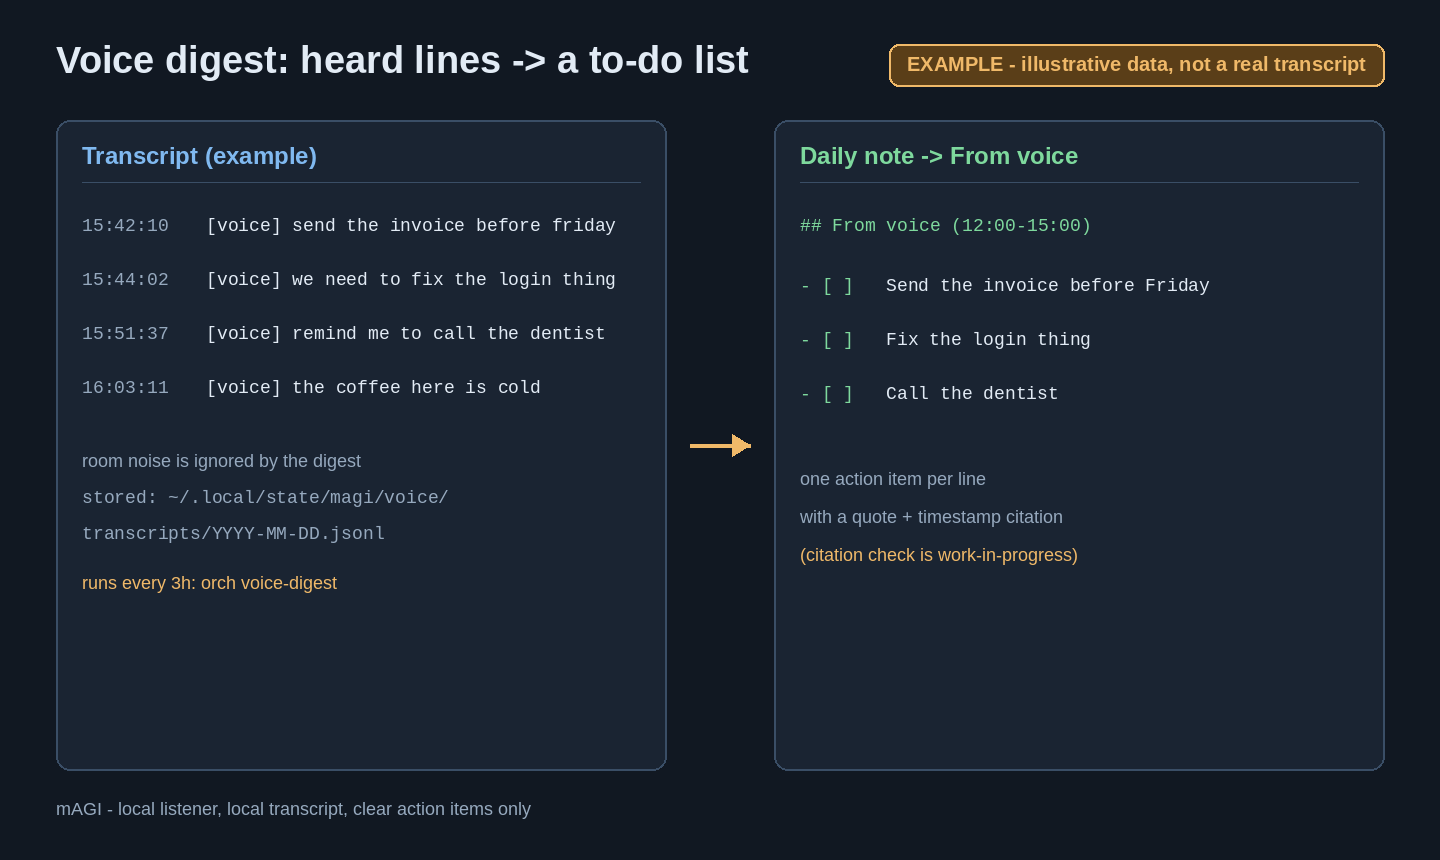 Voice digest: heard lines -> a to-do list
EXAMPLE - illustrative data, not a real transcript
Transcript (example)
15:42:10 [voice] send the invoice before friday
15:44:02 [voice] we need to fix the login thing
15:51:37 [voice] remind me to call the dentist
16:03:11 [voice] the coffee here is cold
room noise is ignored by the digest
stored: ~/.local/state/magi/voice/
transcripts/YYYY-MM-DD.jsonl
runs every 3h: orch voice-digest
Daily note -> From voice
## From voice (12:00-15:00)
- [ ] Send the invoice before Friday
- [ ] Fix the login thing
- [ ] Call the dentist
one action item per line
with a quote + timestamp citation
(citation check is work-in-progress)
mAGI - local listener, local transcript, clear action items only